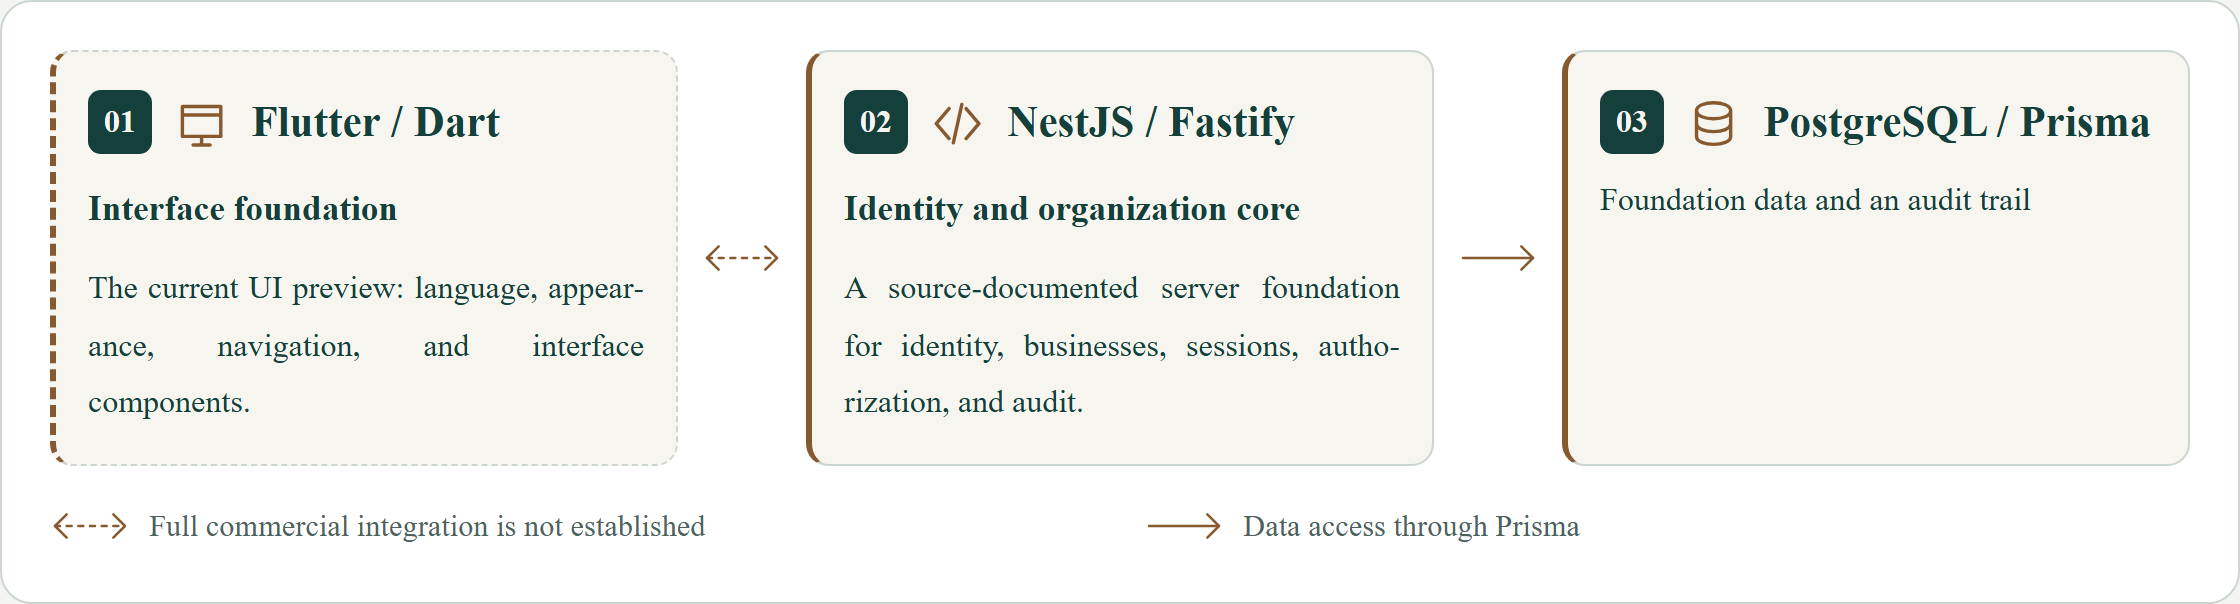 01 Flutter / Dart
Interface foundation
The current UI preview: language, appear-
ance, navigation, and interface
components.
02 NestJS / Fastify
Identity and organization core
A source-documented server foundation
for identity, businesses, sessions, autho-
rization, and audit.
03 PostgreSQL / Prisma
Foundation data and an audit trail
Full commercial integration is not established
Data access through Prisma